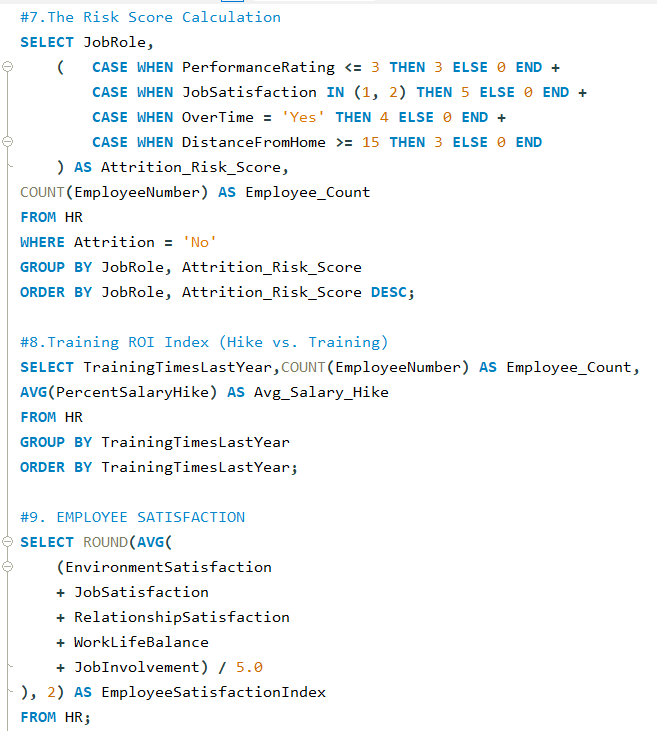 #7.The Risk Score Calculation
SELECT JobRole,
    (   CASE WHEN PerformanceRating <= 3 THEN 3 ELSE 0 END +
        CASE WHEN JobSatisfaction IN (1, 2) THEN 5 ELSE 0 END +
        CASE WHEN OverTime = 'Yes' THEN 4 ELSE 0 END +
        CASE WHEN DistanceFromHome >= 15 THEN 3 ELSE 0 END
    ) AS Attrition_Risk_Score,
COUNT(EmployeeNumber) AS Employee_Count
FROM HR
WHERE Attrition = 'No'
GROUP BY JobRole, Attrition_Risk_Score
ORDER BY JobRole, Attrition_Risk_Score DESC;

#8.Training ROI Index (Hike vs. Training)
SELECT TrainingTimesLastYear,COUNT(EmployeeNumber) AS Employee_Count,
AVG(PercentSalaryHike) AS Avg_Salary_Hike
FROM HR
GROUP BY TrainingTimesLastYear
ORDER BY TrainingTimesLastYear;

#9. EMPLOYEE SATISFACTION
SELECT ROUND(AVG(
    (EnvironmentSatisfaction
    + JobSatisfaction
    + RelationshipSatisfaction
    + WorkLifeBalance
    + JobInvolvement) / 5.0
), 2) AS EmployeeSatisfactionIndex
FROM HR;